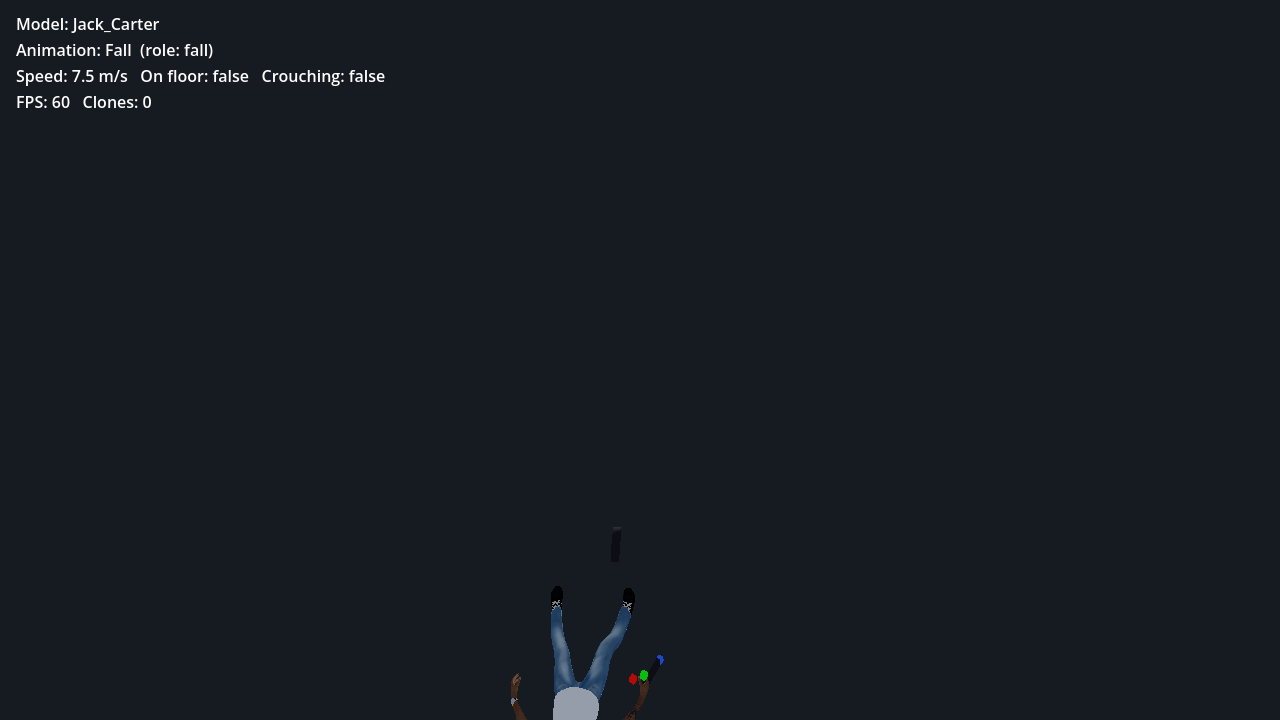 Model: Jack_Carter
Animation: Fall  (role: fall)
Speed: 7.5 m/s   On floor: false   Crouching: false
FPS: 60   Clones: 0